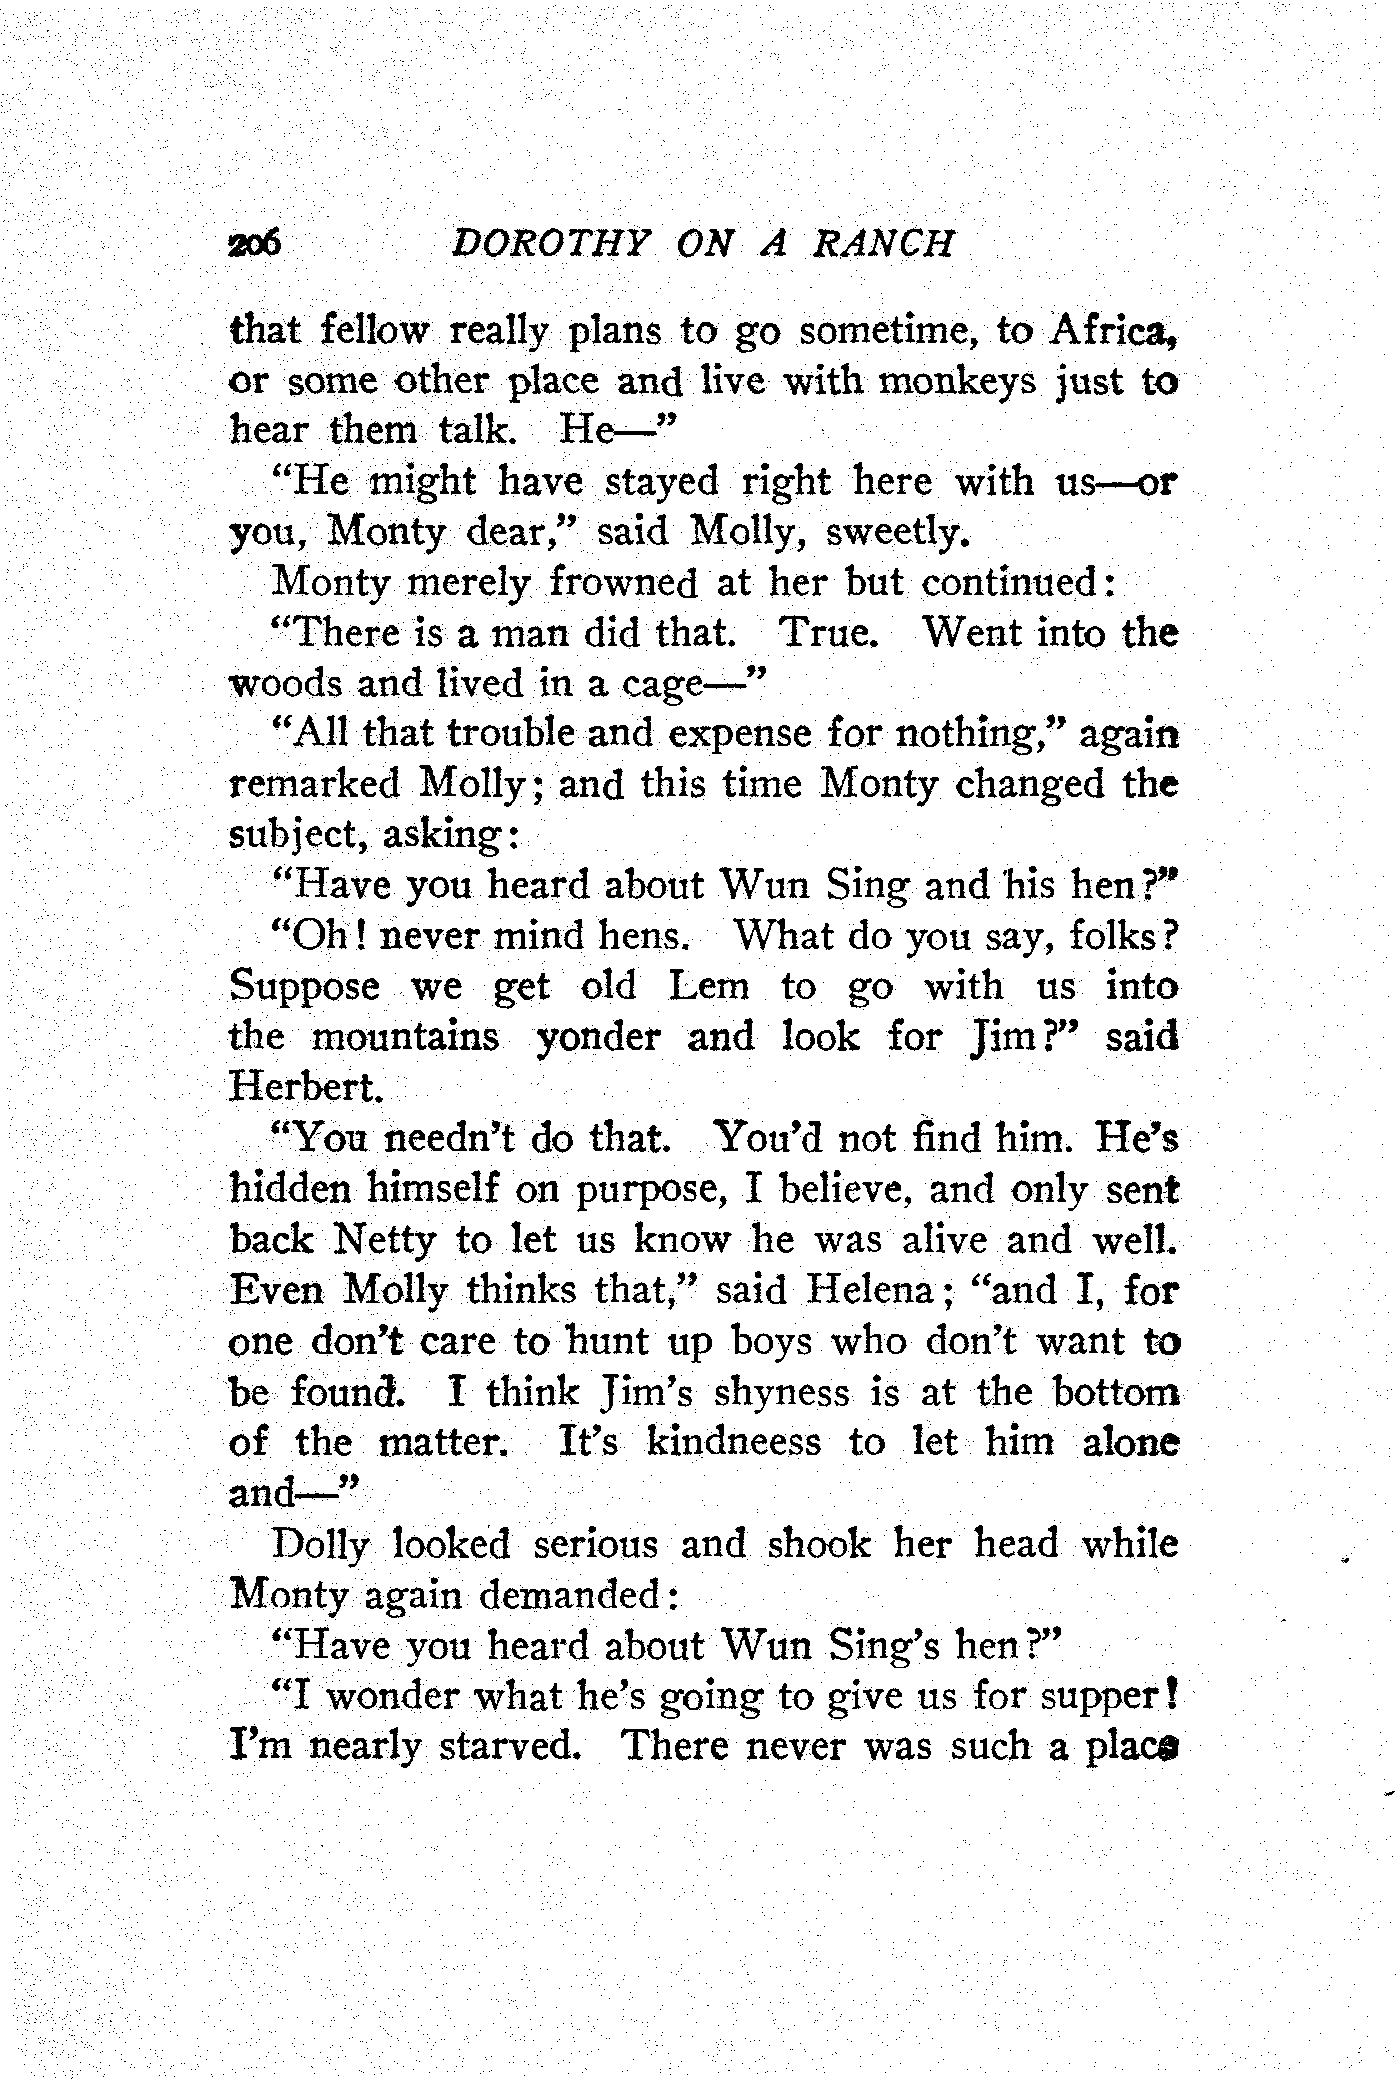 206 DOROTHY ON A RANCH
that fellow really plans to go sometime, to Africa,
or some other place and live with monkeys just to
hear them talk. He—”
“He might have stayed right here with us—or
you, Monty dear,” said Molly, sweetly.
Monty merely frowned at her but continued:
“There is a man did that. True. Went into the
woods and lived in a cage—”
“All that trouble and expense for nothing,” again
remarked Molly; and this time Monty changed the
subject, asking:
“Have you heard about Wun Sing and his hen?”
“Oh! never mind hens. What do you say, folks?
Suppose we get old Lem to go with us into
the mountains yonder and look for Jim?” said
Herbert.
“You needn’t do that. You’d not find him. He’s
hidden himself on purpose, I believe, and only sent
back Netty to let us know he was alive and well.
Even Molly thinks that,” said Helena; “and I, for
one don’t care to hunt up boys who don’t want to
be found. I think Jim’s shyness is at the bottom
of the matter. It’s kindneess to let him alone
and—”
Dolly looked serious and shook her head while
Monty again demanded:
“Have you heard about Wun Sing’s hen?”
“I wonder what he’s going to give us for supper!
I’m nearly starved. There never was such a place